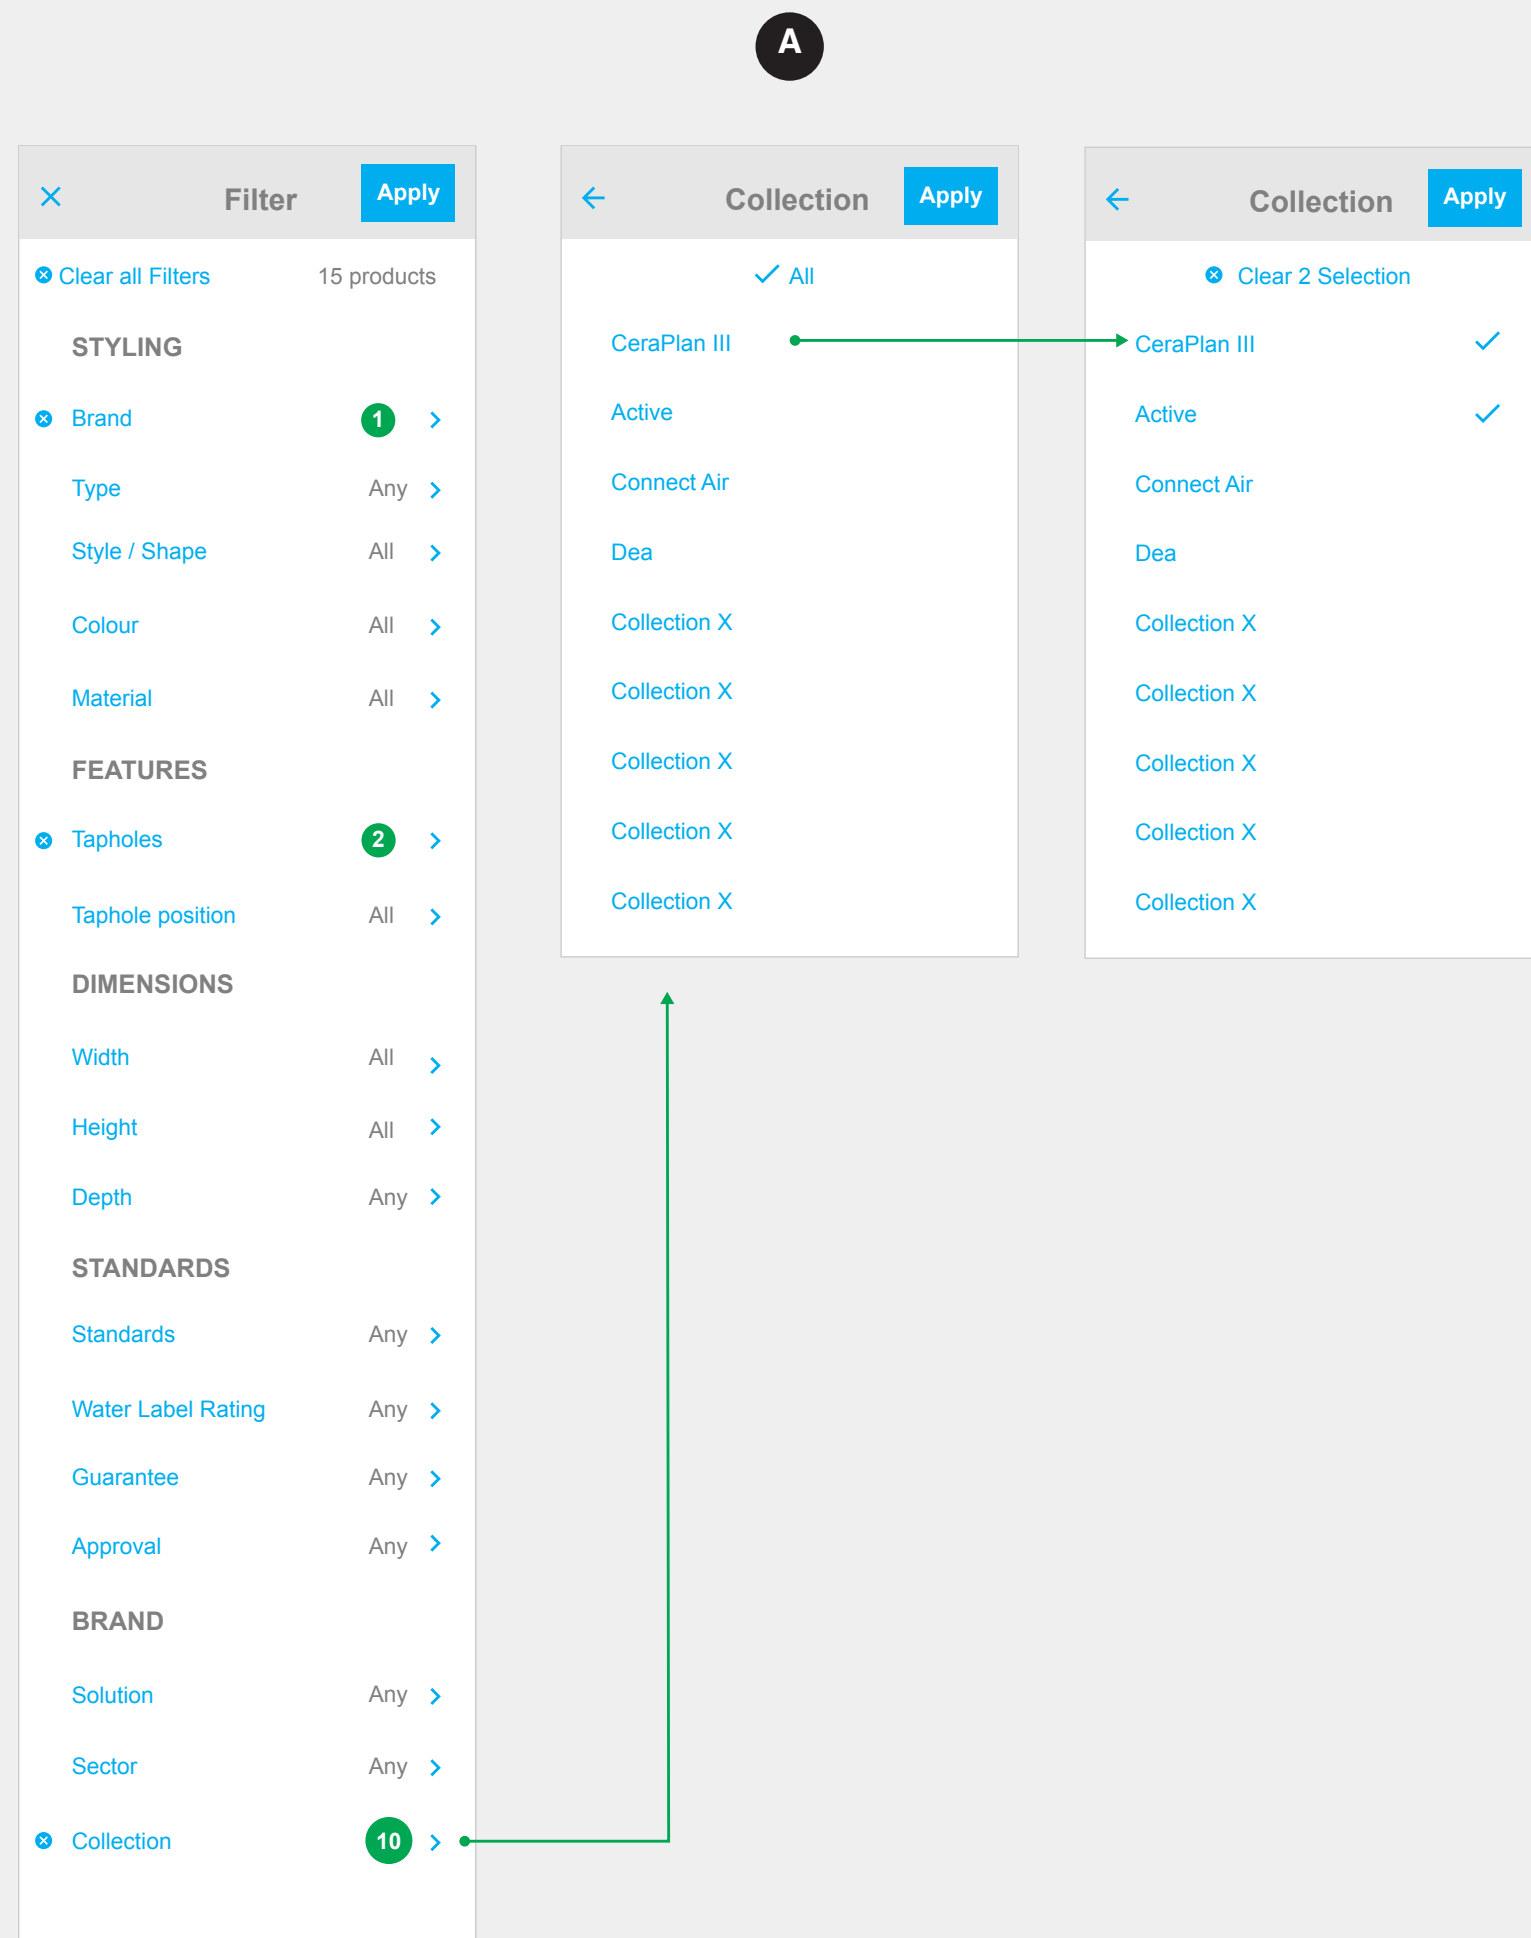 A
Filter
Apply
Clear all Filters
15 products
STYLING
Brand 1
Type Any
Style / Shape All
Colour All
Material All
FEATURES
Tapholes 2
Taphole position All
DIMENSIONS
Width All
Height All
Depth Any
STANDARDS
Standards Any
Water Label Rating Any
Guarantee Any
Approval Any
BRAND
Solution Any
Sector Any
Collection 10
Collection
Apply
All
CeraPlan III
Active
Connect Air
Dea
Collection X
Collection X
Collection X
Collection X
Collection X
Collection
Apply
Clear 2 Selection
CeraPlan III
Active
Connect Air
Dea
Collection X
Collection X
Collection X
Collection X
Collection X